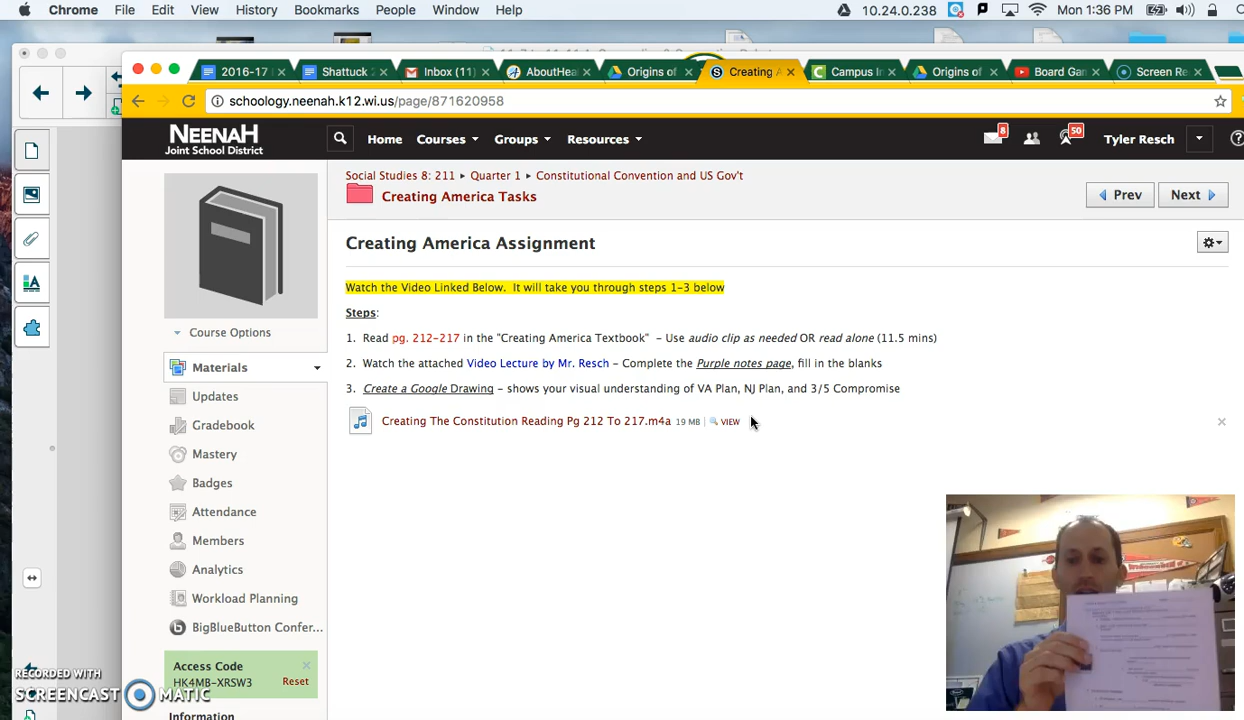 Chrome File Edit View History Bookmarks People Window Help 10.24.0.238 Mon 1:36 PM
2016-17 Shattuck Inbox (11) AboutHea Origins of Creating A Campus In Origins of Board Gan Screen Re
schoology.neenah.k12.wi.us/page/871620958
NEENAH
Joint School District
Home Courses Groups Resources 8 50 Tyler Resch
Social Studies 8: 211 ▸ Quarter 1 ▸ Constitutional Convention and US Gov't
Creating America Tasks
Prev Next
Creating America Assignment
Watch the Video Linked Below. It will take you through steps 1-3 below
Steps:
1. Read pg. 212-217 in the "Creating America Textbook" - Use audio clip as needed OR read alone (11.5 mins)
2. Watch the attached Video Lecture by Mr. Resch - Complete the Purple notes page, fill in the blanks
3. Create a Google Drawing - shows your visual understanding of VA Plan, NJ Plan, and 3/5 Compromise
Creating The Constitution Reading Pg 212 To 217.m4a 19 MB | VIEW
Course Options
Materials
Updates
Gradebook
Mastery
Badges
Attendance
Members
Analytics
Workload Planning
BigBlueButton Confer...
Access Code
HK4MB-XRSW3 Reset
Information
RECORDED WITH
SCREENCAST MATIC